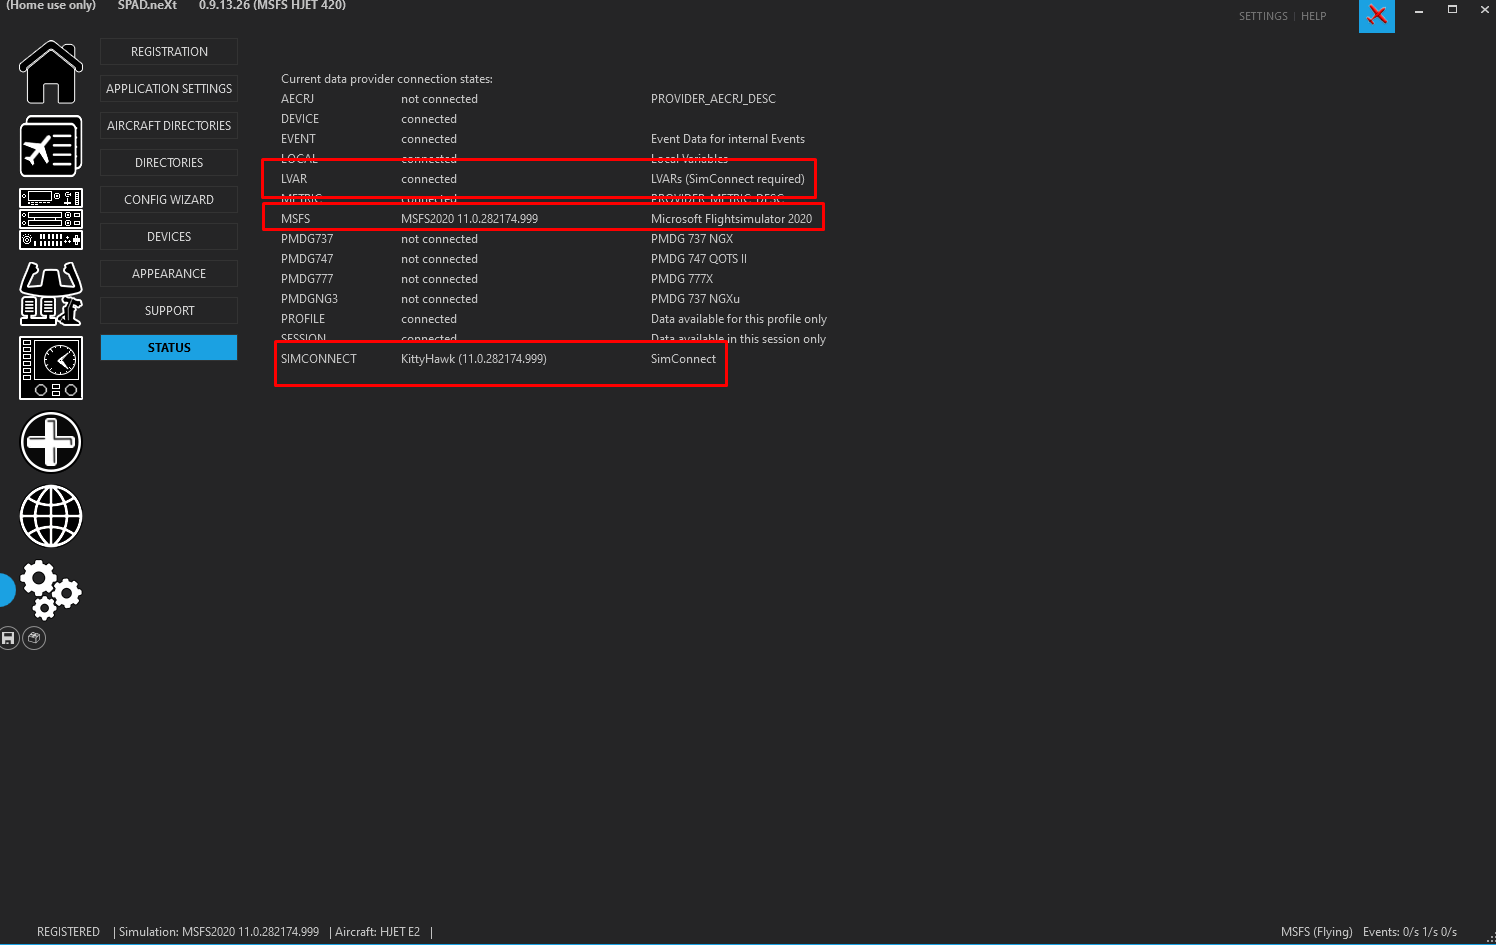 (Home use only) SPAD.neXt 0.9.13.26 (MSFS HJET 420)
SETTINGS | HELP
REGISTRATION
APPLICATION SETTINGS
AIRCRAFT DIRECTORIES
DIRECTORIES
CONFIG WIZARD
DEVICES
APPEARANCE
SUPPORT
STATUS
Current data provider connection states:
AECRJ not connected PROVIDER_AECRJ_DESC
DEVICE connected
EVENT connected Event Data for internal Events
LOCAL connected Local Variables
LVAR connected LVARs (SimConnect required)
METRIC connected PROVIDER_METRIC_DESC
MSFS MSFS2020 11.0.282174.999 Microsoft Flightsimulator 2020
PMDG737 not connected PMDG 737 NGX
PMDG747 not connected PMDG 747 QOTS II
PMDG777 not connected PMDG 777X
PMDGNG3 not connected PMDG 737 NGXu
PROFILE connected Data available for this profile only
SESSION connected Data available in this session only
SIMCONNECT KittyHawk (11.0.282174.999) SimConnect
REGISTERED | Simulation: MSFS2020 11.0.282174.999 | Aircraft: HJET E2 | MSFS (Flying) Events: 0/s 1/s 0/s